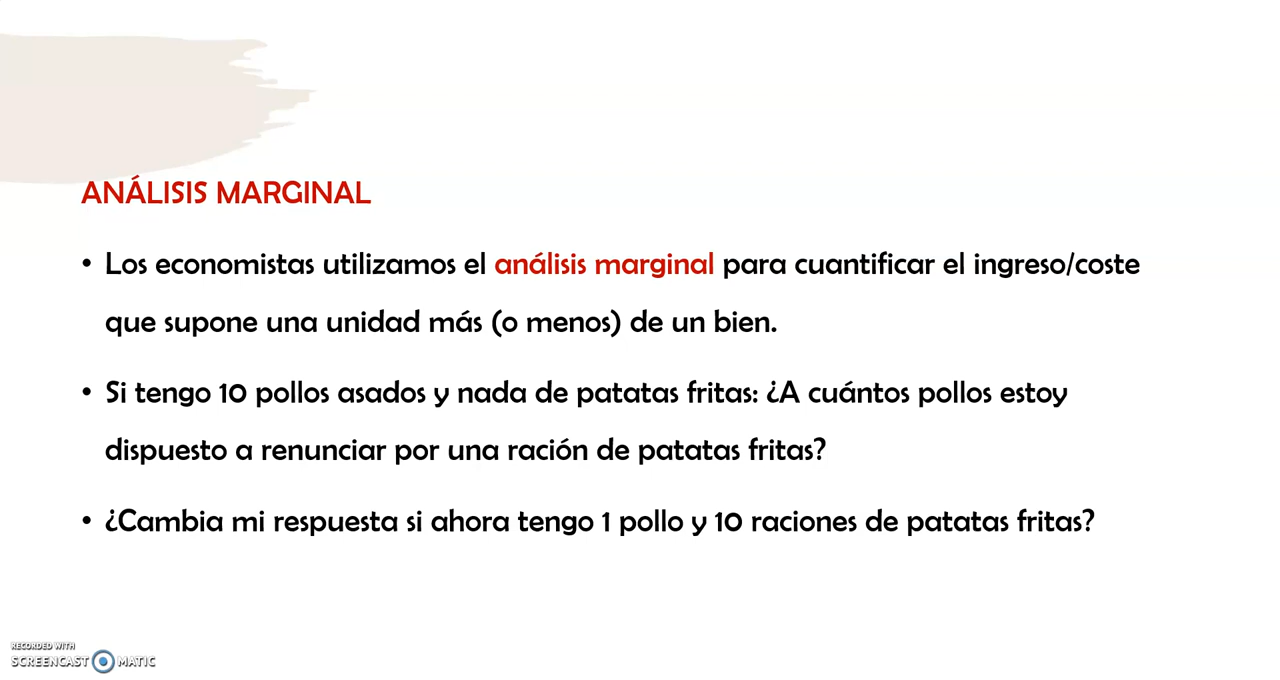 ANÁLISIS MARGINAL
• Los economistas utilizamos el análisis marginal para cuantificar el ingreso/coste
que supone una unidad más (o menos) de un bien.
• Si tengo 10 pollos asados y nada de patatas fritas: ¿A cuántos pollos estoy
dispuesto a renunciar por una ración de patatas fritas?
• ¿Cambia mi respuesta si ahora tengo 1 pollo y 10 raciones de patatas fritas?
RECORDED WITH
SCREENCAST MATIC